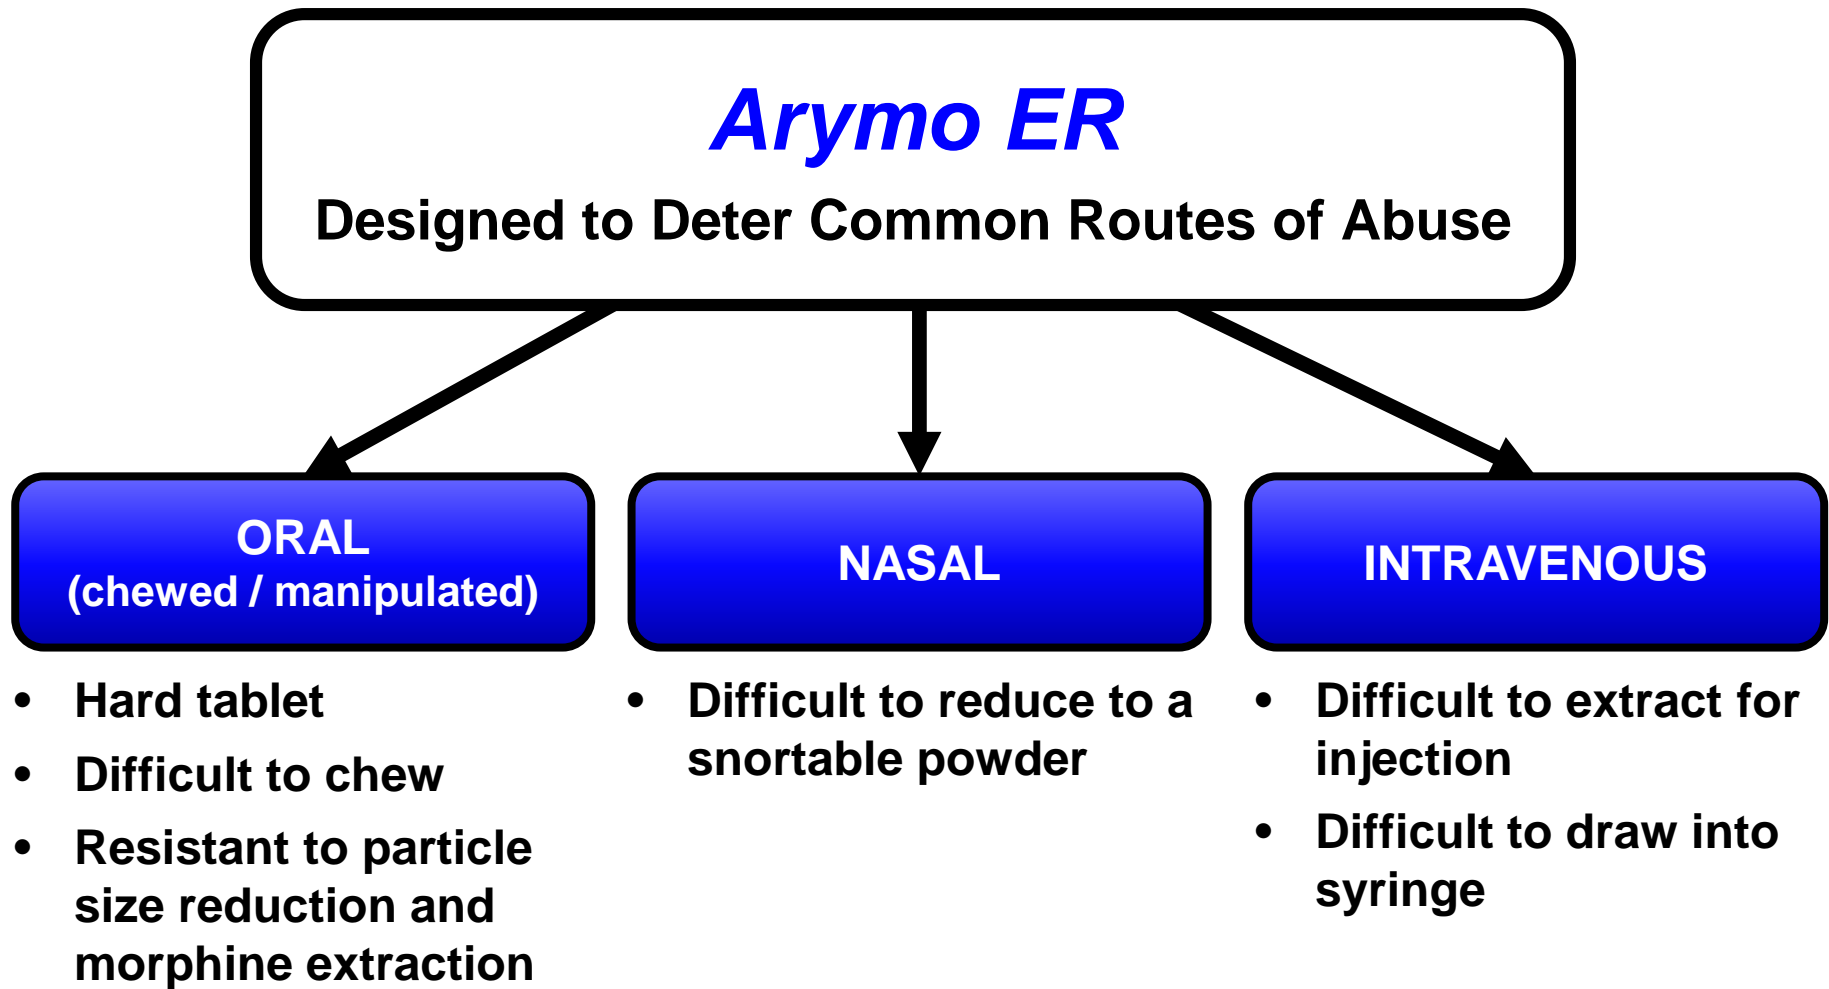 Arymo ER
Designed to Deter Common Routes of Abuse
ORAL
(chewed / manipulated)
• Hard tablet
• Difficult to chew
• Resistant to particle
size reduction and
morphine extraction
NASAL
• Difficult to reduce to a
snortable powder
INTRAVENOUS
• Difficult to extract for
injection
• Difficult to draw into
syringe